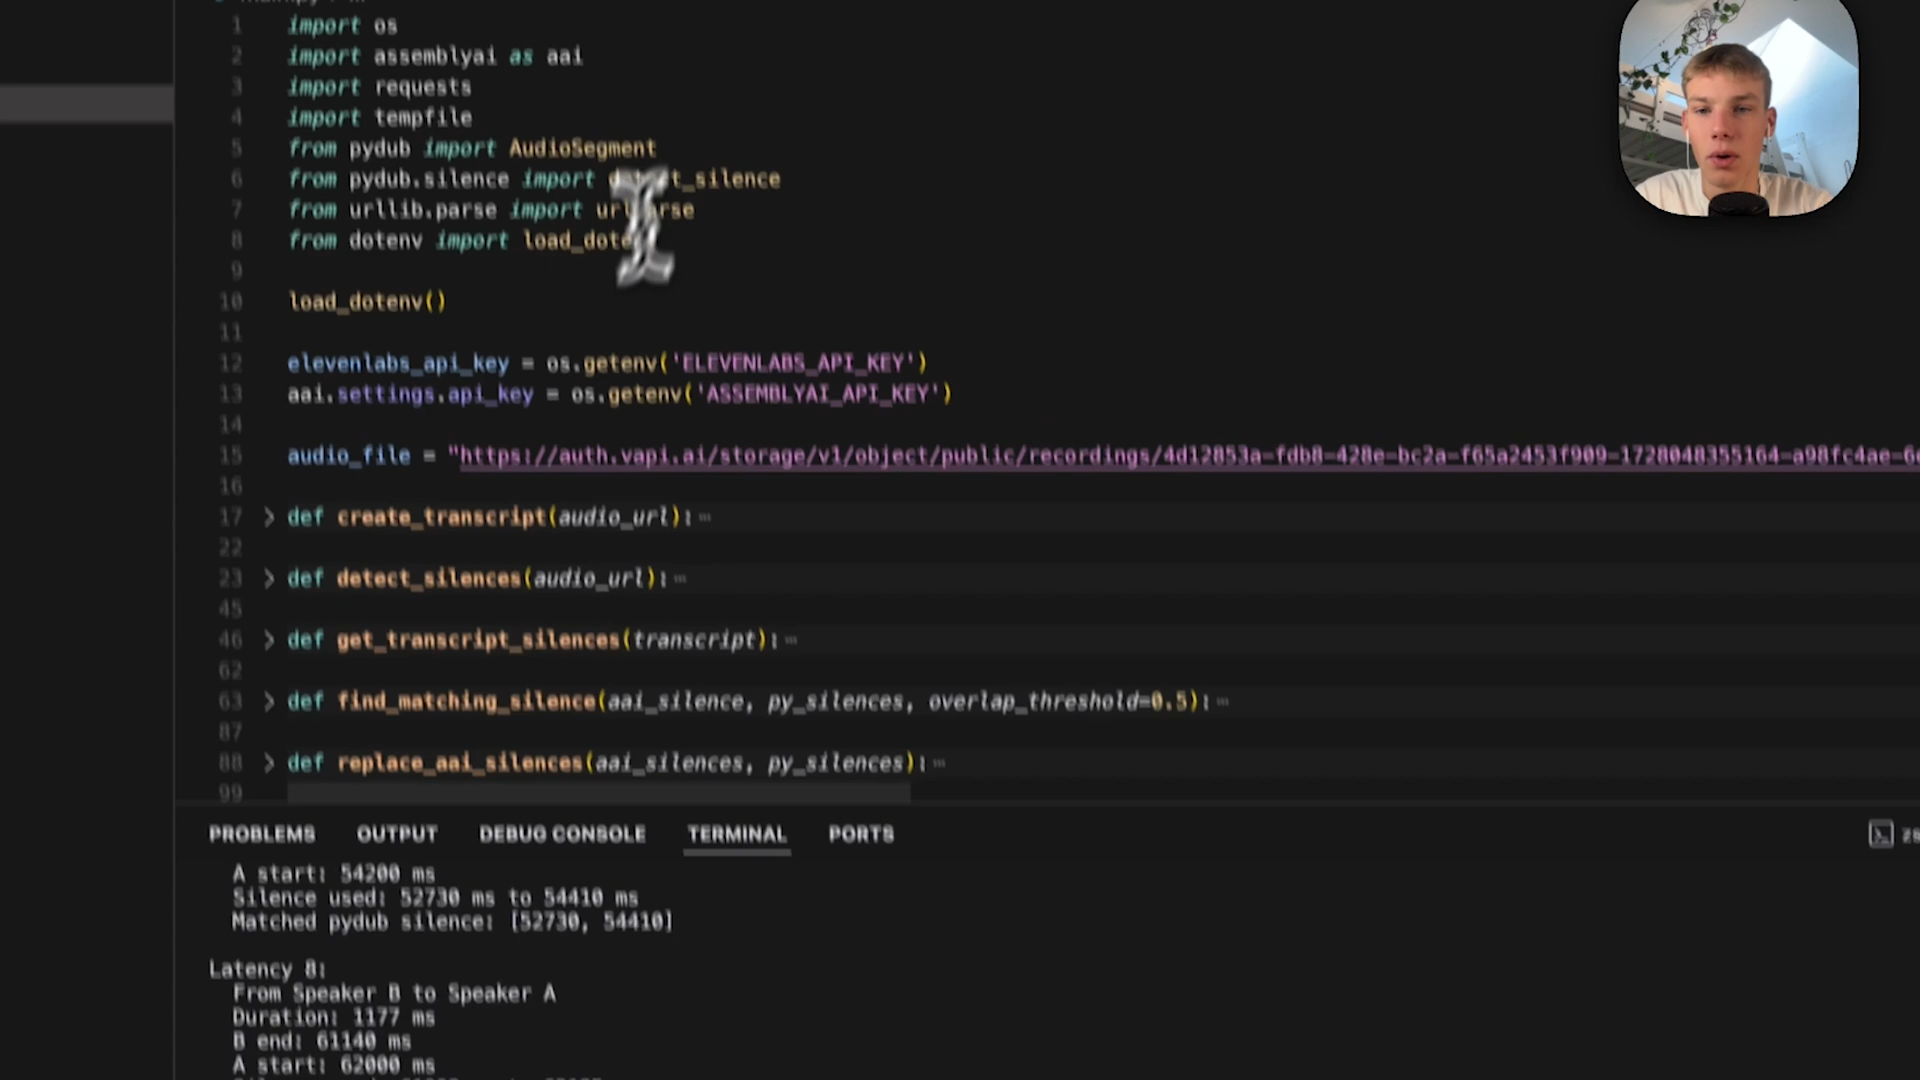 1 import os
2 import assemblyai as aai
3 import requests
4 import tempfile
5 from pydub import AudioSegment
6 from pydub.silence import detect_silence
7 from urllib.parse import urlparse
8 from dotenv import load_dotenv
9
10 load_dotenv()
11
12 elevenlabs_api_key = os.getenv('ELEVENLABS_API_KEY')
13 aai.settings.api_key = os.getenv('ASSEMBLYAI_API_KEY')
14
15 audio_file = "https://auth.vapi.ai/storage/v1/object/public/recordings/4d12853a-fdb8-428e-bc2a-f65a2453f909-1728048355164-a98fc4ae-6
16
17 > def create_transcript(audio_url):
22
23 > def detect_silences(audio_url):
45
46 > def get_transcript_silences(transcript):
62
63 > def find_matching_silence(aai_silence, py_silences, overlap_threshold=0.5):
87
88 > def replace_aai_silences(aai_silences, py_silences):
99
PROBLEMS OUTPUT DEBUG CONSOLE TERMINAL PORTS
A start: 54200 ms
Silence used: 52730 ms to 54410 ms
Matched pydub silence: [52730, 54410]
Latency 8:
From Speaker B to Speaker A
Duration: 1177 ms
B end: 61140 ms
A start: 62000 ms